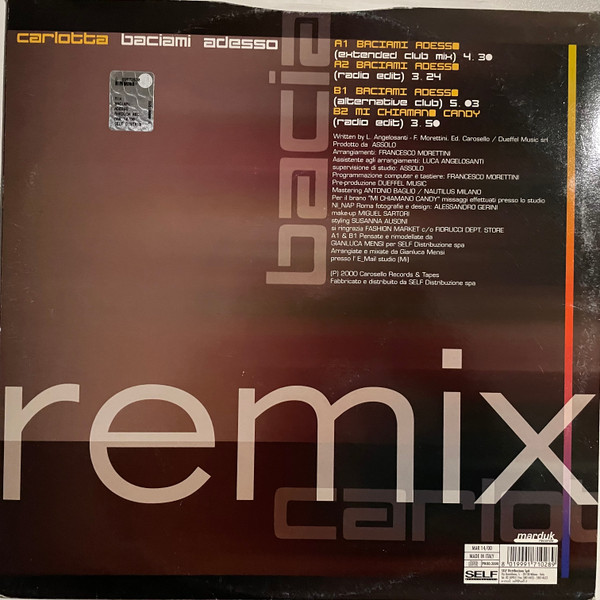 carlotta baciami adesso
A1 BACIAMI ADESSO
(extended club mix) 4. 30
A2 BACIAMI ADESSO
(radio edit) 3. 24
B1 BACIAMI ADESSO
(alternative club) 5. 03
B2 MI CHIAMANO CANDY
(radio edit) 3. 50
Written by L. Angelosanti - F. Morettini. Ed. Carosello / Dueffel Music srl
Prodotto da ASSOLO
Arrangiamenti: FRANCESCO MORETTINI
Assistente agli arrangiamenti: LUCA ANGELOSANTI
supervisione di studio: ASSOLO
Programmazione computer e tastiere: FRANCESCO MORETTINI
Pre-produzione DUEFFEL MUSIC
Mastering ANTONIO BAGLIO / NAUTILUS MILANO
Per il brano "MI CHIAMANO CANDY" missaggi effettuati presso lo studio
NI_NAP Roma fotografie e design: ALESSANDRO GERINI
make-up MIGUEL SARTORI
styling SUSANNA AUSONI
si ringrazia FASHION MARKET c/o FIORUCCI DEPT. STORE
A1 & B1 Pensate e rimodellate da
GIANLUCA MENSI per SELF Distribuzione spa
Arrangiate e mixate da Gianluca Mensi
presso l' E_Mail studio (Mi)
(P) 2000 Carosello Records & Tapes
Fabbricato e distribuito da SELF Distribuzione spa
bacia
remix
carlot
marduk
MAR 14/00
MADE IN ITALY
SELF
8 019991 710289